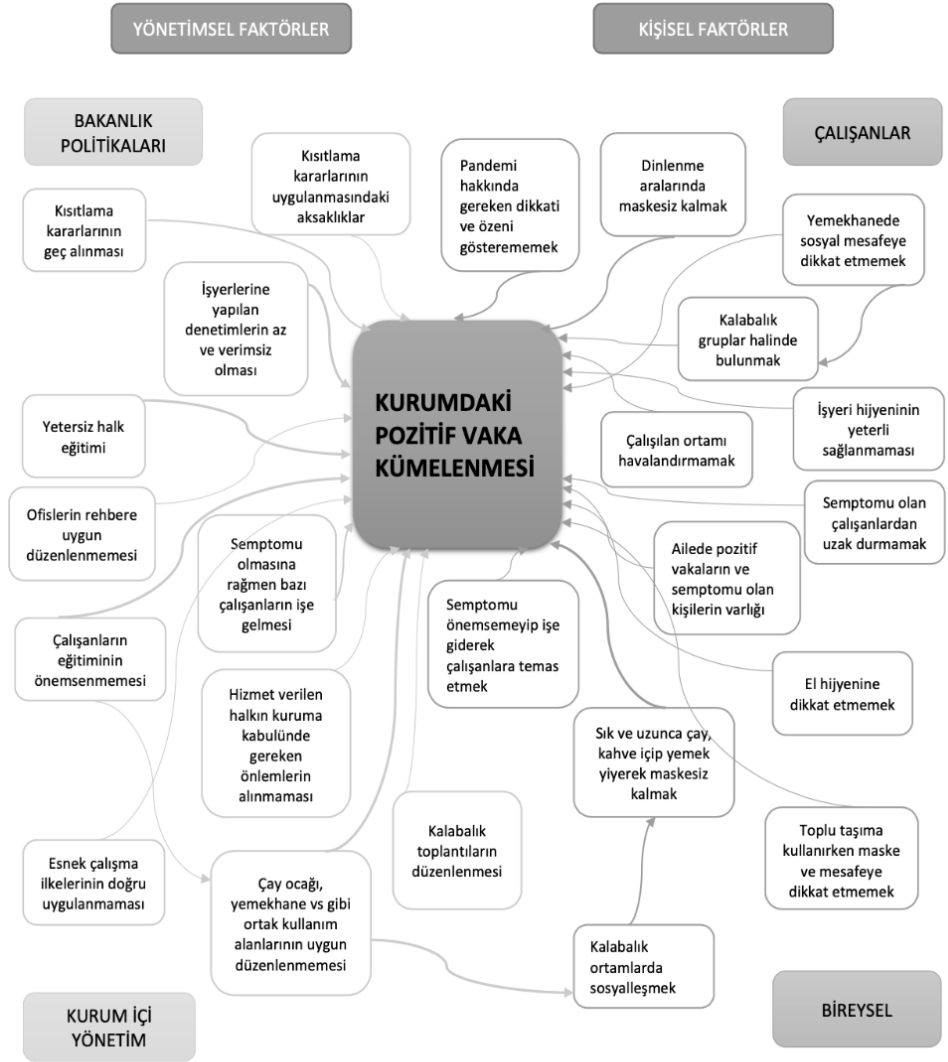 YÖNETİMSEL FAKTÖRLER
KİŞİSEL FAKTÖRLER
BAKANLIK
POLİTİKALARI
ÇALIŞANLAR
Kısıtlama
kararlarının
uygulanmasındaki
aksaklıklar
Pandemi
hakkında
gereken dikkati
ve özeni
gösterememek
Dinlenme
aralarında
maskesiz kalmak
Kısıtlama
kararlarının
geç alınması
Yemekhanede
sosyal mesafeye
dikkat etmemek
İşyerlerine
yapılan
denetimlerin az
ve verimsiz
olması
Kalabalık
gruplar halinde
bulunmak
KURUMDAKİ
POZİTİF VAKA
KÜMELENMESİ
Yetersiz halk
eğitimi
Çalışılan ortamı
havalandırmamak
İşyeri hijyeninin
yeterli
sağlanmaması
Ofislerin rehbere
uygun
düzenlenmemesi
Semptomu
olmasına
rağmen bazı
çalışanların işe
gelmesi
Semptomu olan
çalışanlardan
uzak durmamak
Ailede pozitif
vakaların ve
semptomu olan
kişilerin varlığı
Semptomu
önemsemeyip işe
giderek
çalışanlara temas
etmek
Çalışanların
eğitiminin
önemsenmemesi
Hizmet verilen
halkın kuruma
kabulünde
gereken
önlemlerin
alınmaması
El hijyenine
dikkat etmemek
Sık ve uzunca çay,
kahve içip yemek
yiyerek maskesiz
kalmak
Kalabalık
toplantıların
düzenlenmesi
Toplu taşıma
kullanırken maske
ve mesafeye
dikkat etmemek
Esnek çalışma
ilkelerinin doğru
uygulanmaması
Çay ocağı,
yemekhane vs gibi
ortak kullanım
alanlarının uygun
düzenlenmemesi
Kalabalık
ortamlarda
sosyalleşmek
KURUM İÇİ
YÖNETİM
BİREYSEL